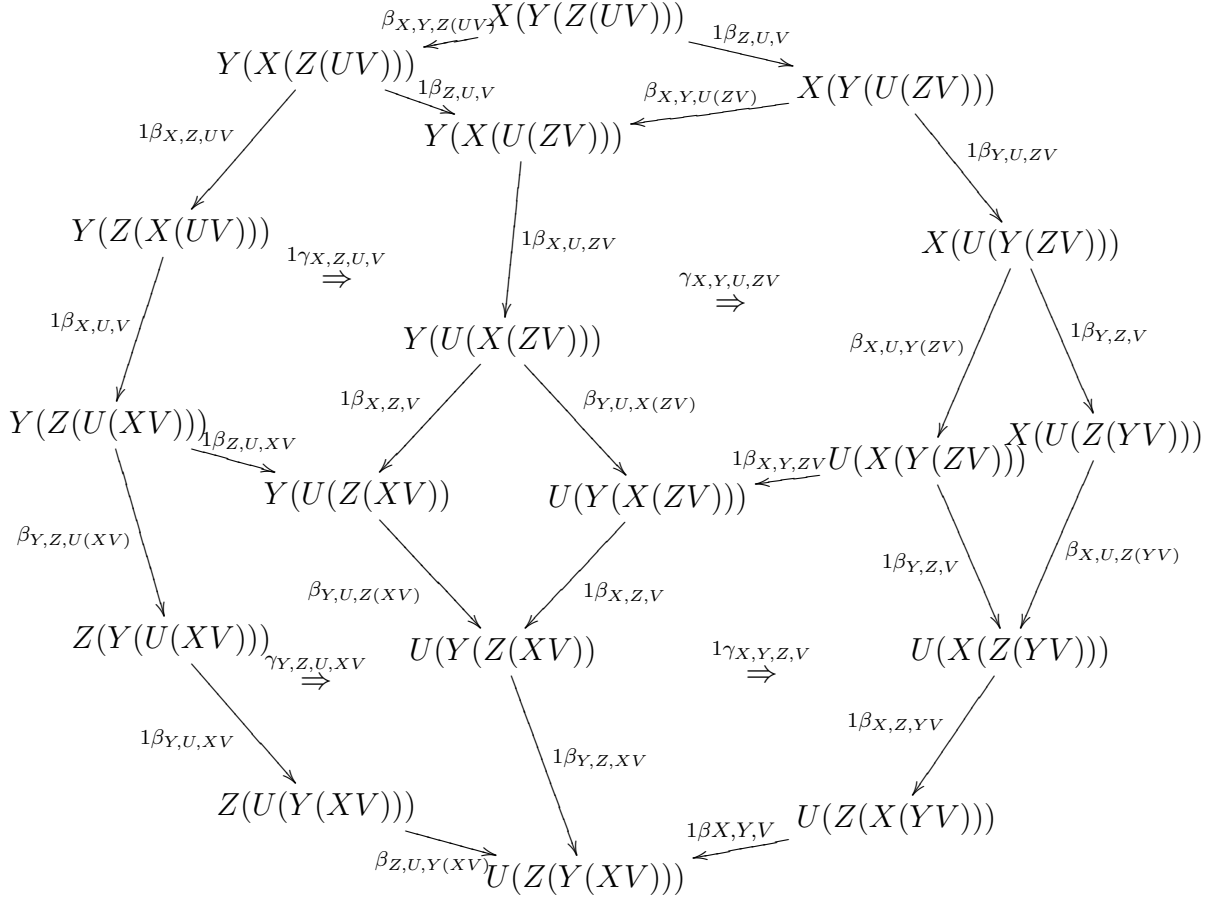 X(Y(Z(UV)))
β_{X,Y,Z(UV)}
1β_{Z,U,V}
Y(X(Z(UV)))
X(Y(U(ZV)))
1β_{Z,U,V}
β_{X,Y,U(ZV)}
Y(X(U(ZV)))
1β_{X,Z,UV}
1β_{Y,U,ZV}
Y(Z(X(UV)))
1β_{X,U,ZV}
X(U(Y(ZV)))
1γ_{X,Z,U,V}
⇒
γ_{X,Y,U,ZV}
⇒
1β_{X,U,V}
Y(U(X(ZV)))
β_{X,U,Y(ZV)}
1β_{Y,Z,V}
1β_{X,Z,V}
β_{Y,U,X(ZV)}
Y(Z(U(XV)))
X(U(Z(YV)))
1β_{Z,U,XV}
1β_{X,Y,ZV}
U(X(Y(ZV)))
Y(U(Z(XV))
U(Y(X(ZV)))
β_{Y,Z,U(XV)}
1β_{Y,Z,V}
β_{X,U,Z(YV)}
β_{Y,U,Z(XV)}
1β_{X,Z,V}
Z(Y(U(XV)))
U(Y(Z(XV))
U(X(Z(YV)))
γ_{Y,Z,U,XV}
⇒
1γ_{X,Y,Z,V}
⇒
1β_{Y,U,XV}
1β_{Y,Z,XV}
1β_{X,Z,YV}
Z(U(Y(XV)))
U(Z(X(YV)))
β_{Z,U,Y(XV)}
1βX,Y,V
U(Z(Y(XV)))